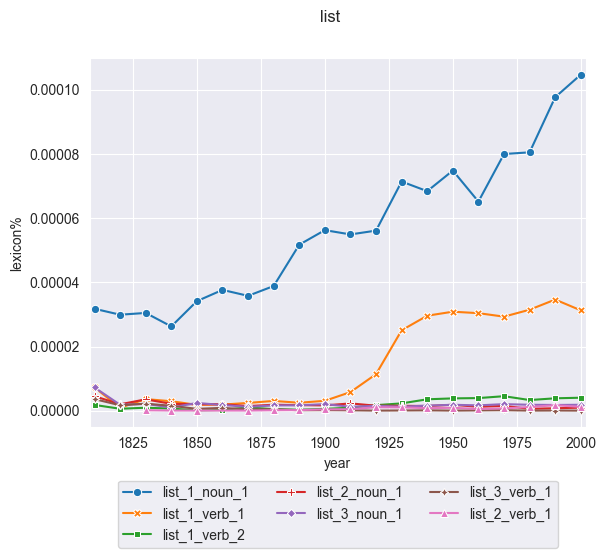 list
0.00010
0.00008
0.00006
0.00004
0.00002
0.00000
lexicon%
1825 1850 1875 1900 1925 1950 1975 2000
year
list_1_noun_1 list_2_noun_1 list_3_verb_1
list_1_verb_1 list_3_noun_1 list_2_verb_1
list_1_verb_2